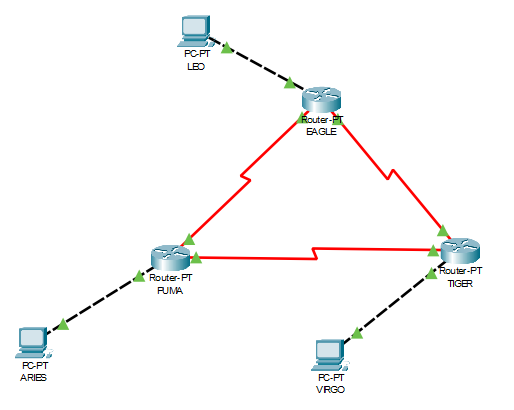 PC-PT
LEO
Router-PT
EAGLE
Router-PT
PUMA
Router-PT
TIGER
PC-PT
ARIES
PC-PT
VIRGO